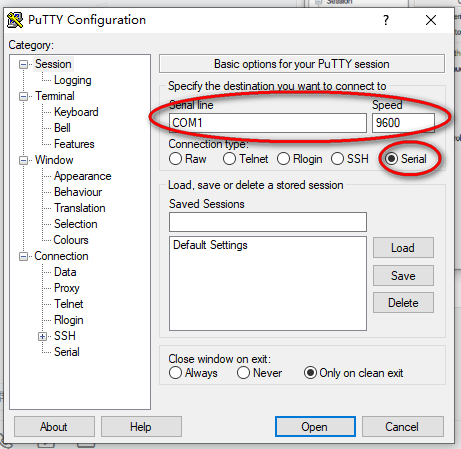 PuTTY Configuration
Category:
Session
Logging
Terminal
Keyboard
Bell
Features
Window
Appearance
Behaviour
Translation
Selection
Colours
Connection
Data
Proxy
Telnet
Rlogin
SSH
Serial
Basic options for your PuTTY session
Specify the destination you want to connect to
Serial line Speed
COM1 9600
Connection type:
Raw Telnet Rlogin SSH Serial
Load, save or delete a stored session
Saved Sessions
Default Settings
Load
Save
Delete
Close window on exit:
Always Never Only on clean exit
About Help Open Cancel